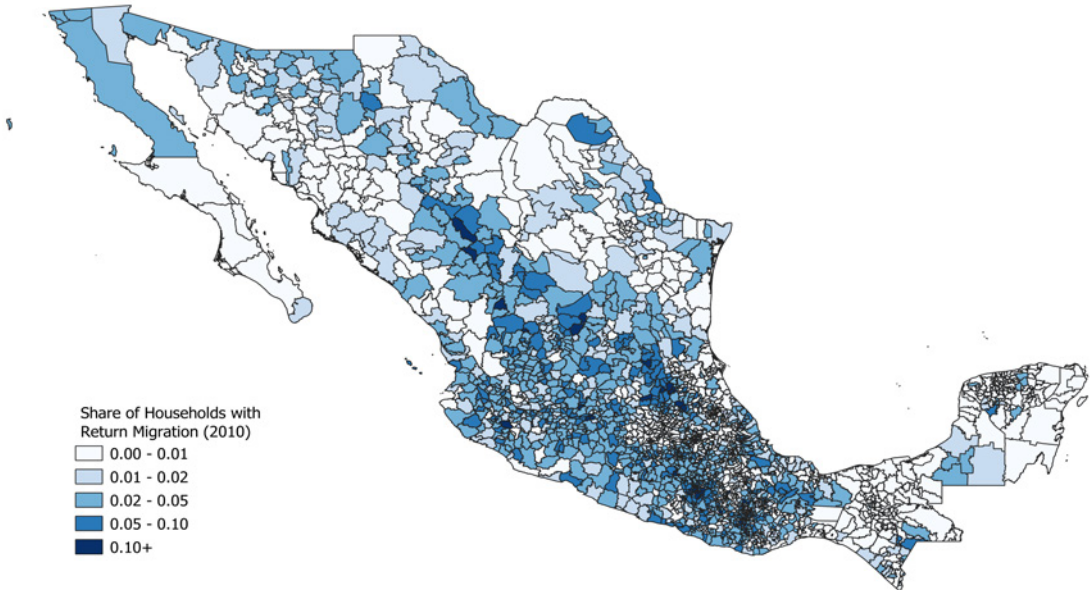 Share of Households with
Return Migration (2010)
0.00 - 0.01
0.01 - 0.02
0.02 - 0.05
0.05 - 0.10
0.10+